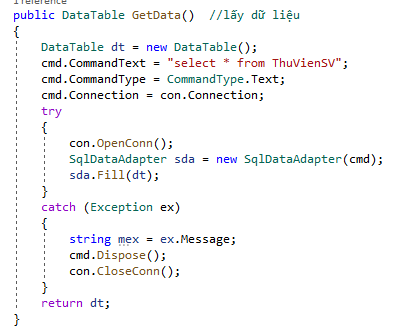 1 reference
public DataTable GetData()  //lấy dữ liệu
{
    DataTable dt = new DataTable();
    cmd.CommandText = "select * from ThuVienSV";
    cmd.CommandType = CommandType.Text;
    cmd.Connection = con.Connection;
    try
    {
        con.OpenConn();
        SqlDataAdapter sda = new SqlDataAdapter(cmd);
        sda.Fill(dt);
    }
    catch (Exception ex)
    {
        string mex = ex.Message;
        cmd.Dispose();
        con.CloseConn();
    }
    return dt;
}